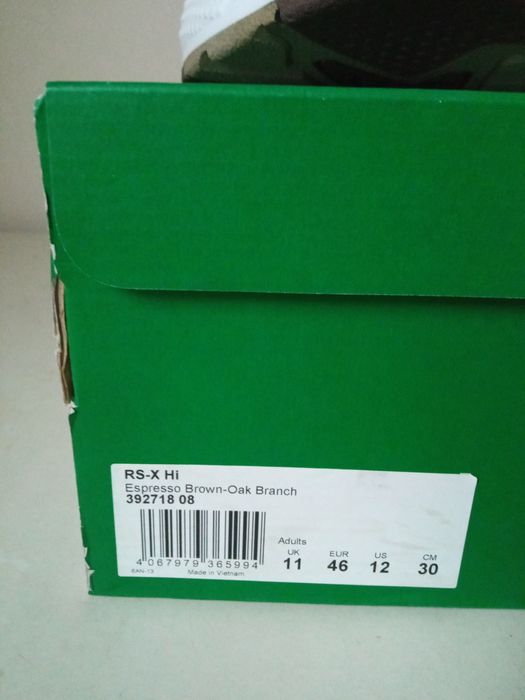 RS-X Hi
Espresso Brown-Oak Branch
392718 08
Adults
UK EUR US CM
11 46 12 30
4 067979 365994
EAN-13 Made in Vietnam